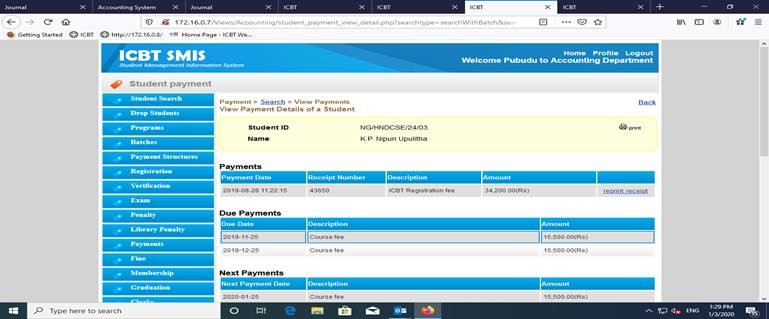 Journal
Accounting System
Journal
ICBT
ICBT
ICBT
ICBT
172.16.0.7/Views/Accounting/student_payment_view_detail.php?searchtype=searchWithBatch&sea
Getting Started
ICBT
http://172.16.0.8/
Home Page - ICBT We...
ICBT SMIS
Student Management Information System
Home Profile Logout
Welcome Pubudu to Accounting Department
Student payment
Student Search
Drop Students
Programs
Batches
Payment Structures
Registration
Verification
Exam
Penalty
Library Penalty
Payments
Fine
Membership
Graduation
Payment > Search > View Payments
Back
View Payment Details of a Student
Student ID NG/HNDCSE/24/03
print
Name K.P. Nipun Upulitha
Payments
Payment Date Receipt Number Description Amount
2019-08-28 11:22:15 43650 ICBT Registration fee 34,200.00(Rs) reprint receipt
Due Payments
Due Date Description Amount
2019-11-25 Course fee 15,500.00(Rs)
2019-12-25 Course fee 15,500.00(Rs)
Next Payments
Next Payment Date Description Amount
2020-01-25 Course fee 15,500.00(Rs)
Type here to search
ENG
1:29 PM
1/3/2020